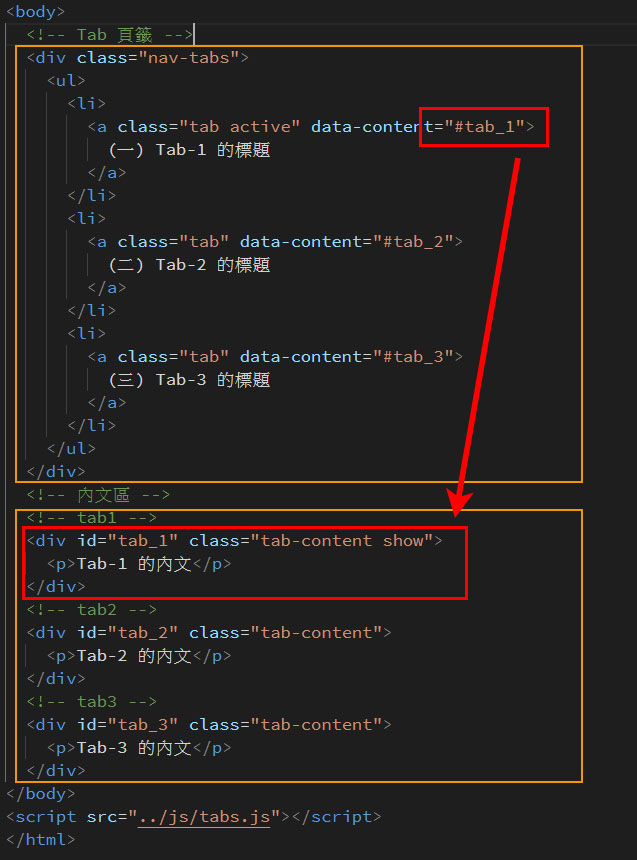 <body>
<!-- Tab 頁籤 -->
<div class="nav-tabs">
<ul>
<li>
<a class="tab active" data-content="#tab_1">
(一) Tab-1 的標題
</a>
</li>
<li>
<a class="tab" data-content="#tab_2">
(二) Tab-2 的標題
</a>
</li>
<li>
<a class="tab" data-content="#tab_3">
(三) Tab-3 的標題
</a>
</li>
</ul>
</div>
<!-- 內文區 -->
<!-- tab1 -->
<div id="tab_1" class="tab-content show">
<p>Tab-1 的內文</p>
</div>
<!-- tab2 -->
<div id="tab_2" class="tab-content">
<p>Tab-2 的內文</p>
</div>
<!-- tab3 -->
<div id="tab_3" class="tab-content">
<p>Tab-3 的內文</p>
</div>
</body>
<script src="../js/tabs.js"></script>
</html>